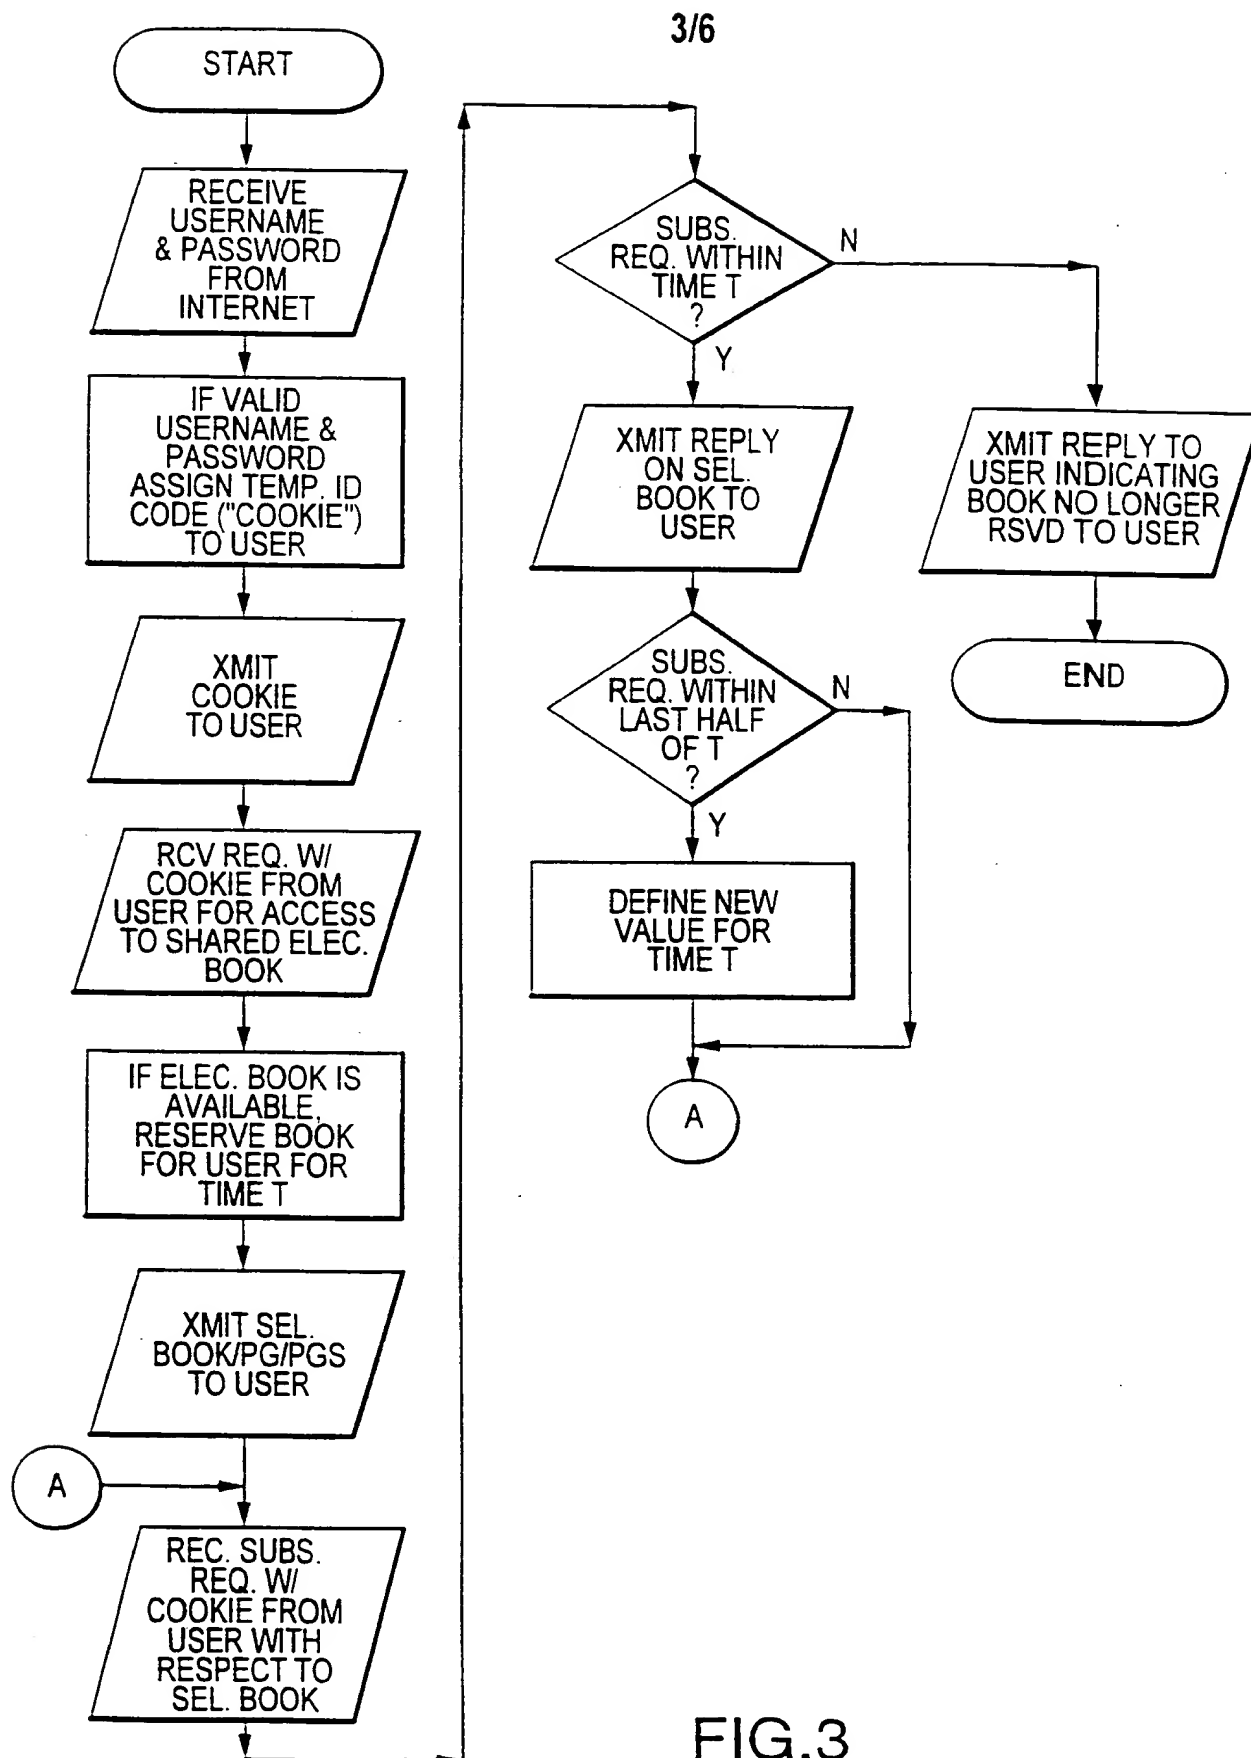 3/6
START
RECEIVE
USERNAME
& PASSWORD
FROM
INTERNET
IF VALID
USERNAME &
PASSWORD
ASSIGN TEMP. ID
CODE ("COOKIE")
TO USER
XMIT
COOKIE
TO USER
RCV REQ. W/
COOKIE FROM
USER FOR ACCESS
TO SHARED ELEC.
BOOK
IF ELEC. BOOK IS
AVAILABLE,
RESERVE BOOK
FOR USER FOR
TIME T
XMIT SEL.
BOOK/PG/PGS
TO USER
A
REC. SUBS.
REQ. W/
COOKIE FROM
USER WITH
RESPECT TO
SEL. BOOK
SUBS.
REQ. WITHIN
TIME T
?
N
Y
XMIT REPLY
ON SEL.
BOOK TO
USER
XMIT REPLY TO
USER INDICATING
BOOK NO LONGER
RSVD TO USER
END
SUBS.
REQ. WITHIN
LAST HALF
OF T
?
N
Y
DEFINE NEW
VALUE FOR
TIME T
A
FIG.3